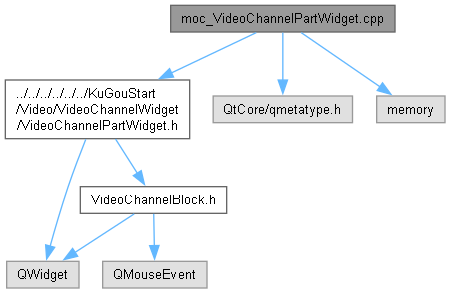 moc_VideoChannelPartWidget.cpp
../../../../../../KuGouStart
/Video/VideoChannelWidget
/VideoChannelPartWidget.h
QtCore/qmetatype.h
memory
VideoChannelBlock.h
QWidget
QMouseEvent